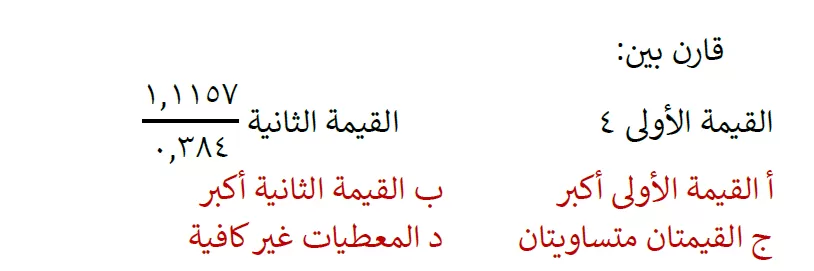 قارن بين:
القيمة الأولى ٤ القيمة الثانية ١,١١٥٧
٠,٣٨٤
أ القيمة الأولى أكبر ب القيمة الثانية أكبر
ج القيمتان متساويتان د المعطيات غير كافية